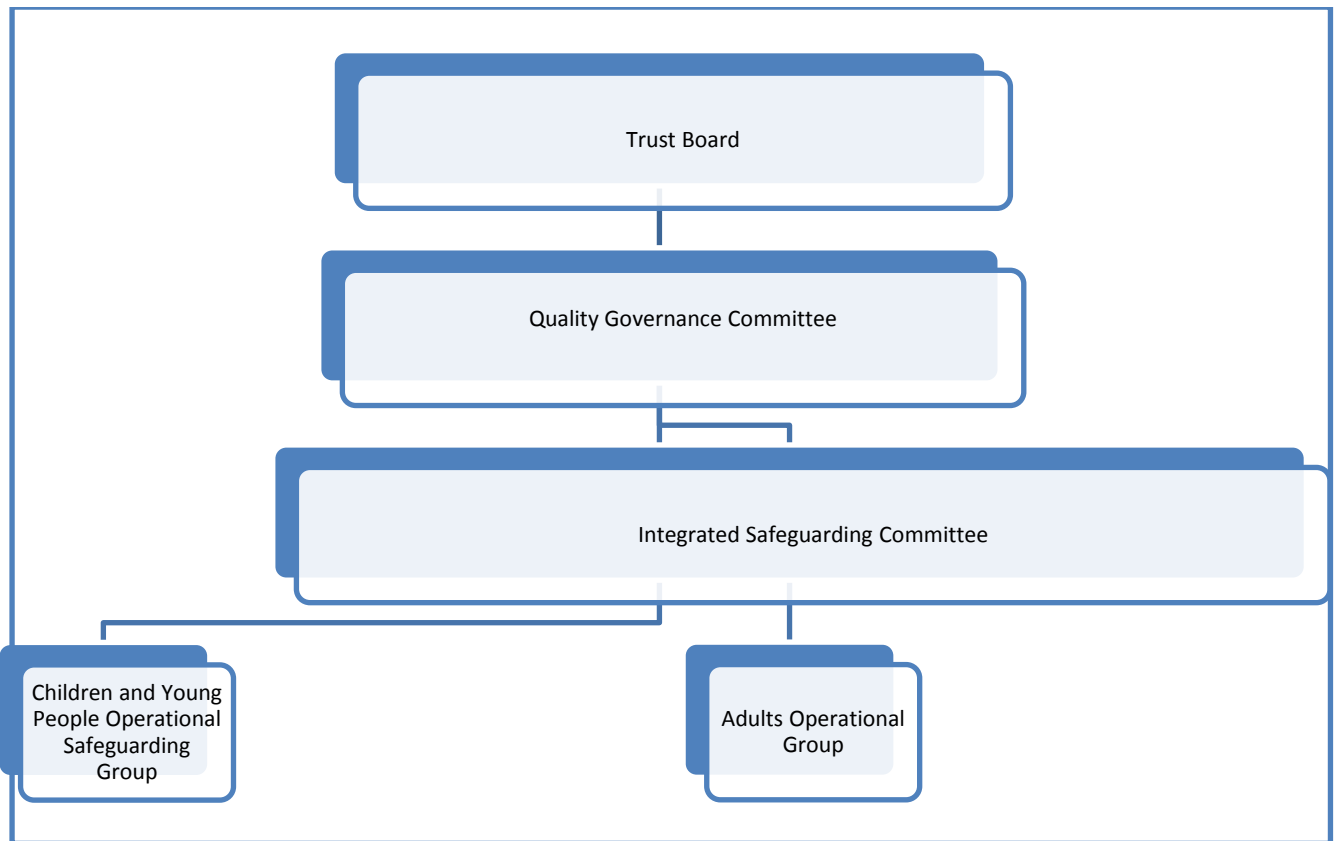 Trust Board
Quality Governance Committee
Integrated Safeguarding Committee
Children and Young
People Operational
Safeguarding
Group
Adults Operational
Group